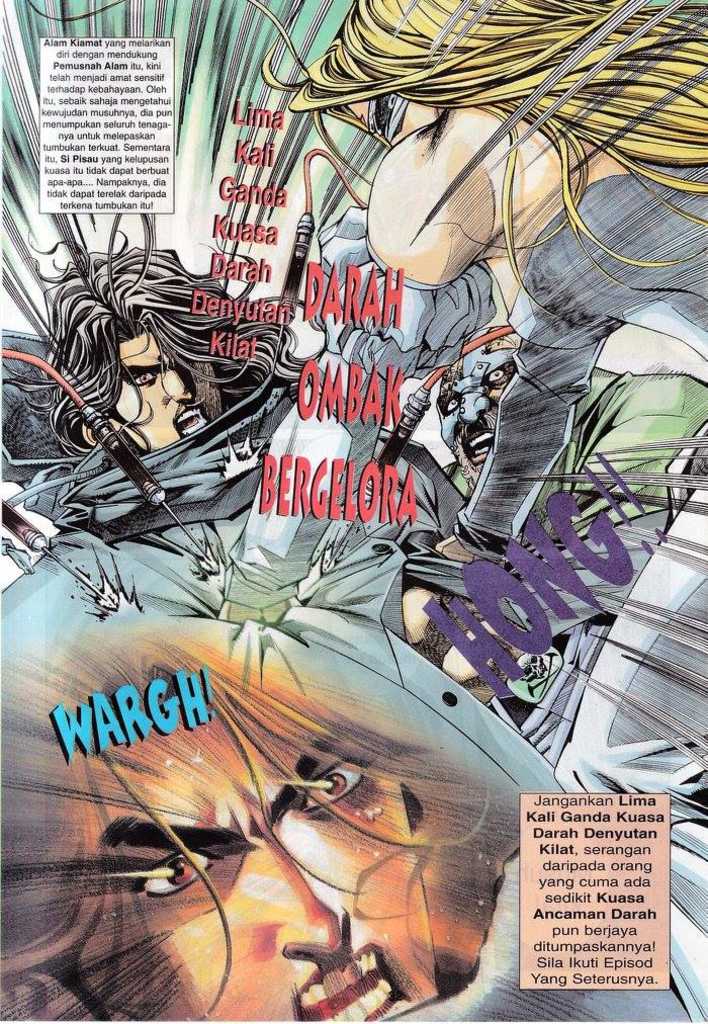 Alam Kiamat yang melarikan
diri dengan mendukung
Pemusnah Alam itu, kini
telah menjadi amat sensitif
terhadap kebahayaan. Oleh
itu, sebaik sahaja mengetahui
kewujudan musuhnya, dia pun
menumpukan seluruh tenaga-
nya untuk melepaskan
tumbukan terkuat. Sementara
itu, Si Pisau yang kelupusan
kuasa itu tidak dapat berbuat
apa-apa.... Nampaknya, dia
tidak dapat terelak daripada
terkena tumbukan itu!
Lima
Kali
Ganda
Kuasa
Darah
Denyutan
Kilat
DARAH
OMBAK
BERGELORA
HONG!!
WARGH!
Jangankan Lima
Kali Ganda Kuasa
Darah Denyutan
Kilat, serangan
daripada orang
yang cuma ada
sedikit Kuasa
Ancaman Darah
pun berjaya
ditumpaskannya!
Sila Ikuti Episod
Yang Seterusnya.